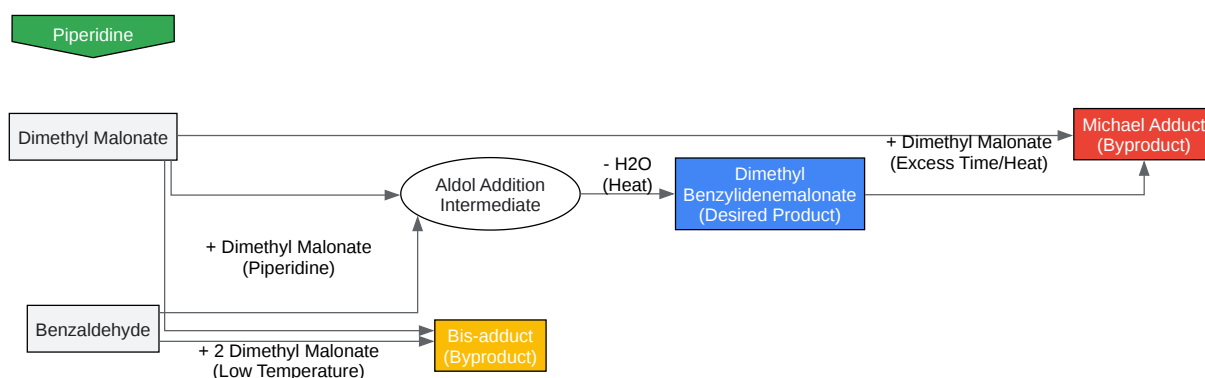 Piperidine
Dimethyl Malonate
Michael Adduct
(Byproduct)
+ Dimethyl Malonate
(Excess Time/Heat)
- H2O
(Heat)
Aldol Addition
Intermediate
Dimethyl
Benzylidenemalonate
(Desired Product)
+ Dimethyl Malonate
(Piperidine)
Benzaldehyde
Bis-adduct
(Byproduct)
+ 2 Dimethyl Malonate
(Low Temperature)